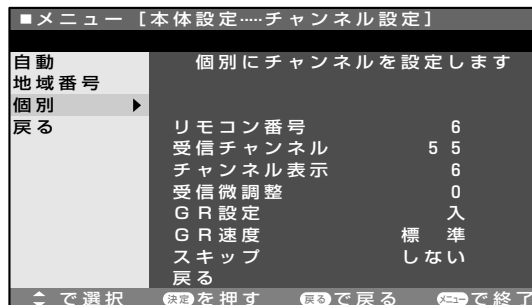 ■メニュー [本体設定……チャンネル設定]
自動
地域番号
個別 ▶
戻る
個別にチャンネルを設定します
リモコン番号 6
受信チャンネル 55
チャンネル表示 6
受信微調整 0
GR設定 入
GR速度 標準
スキップ しない
戻る
で選択 決定を押す 戻るで戻る メニューで終了